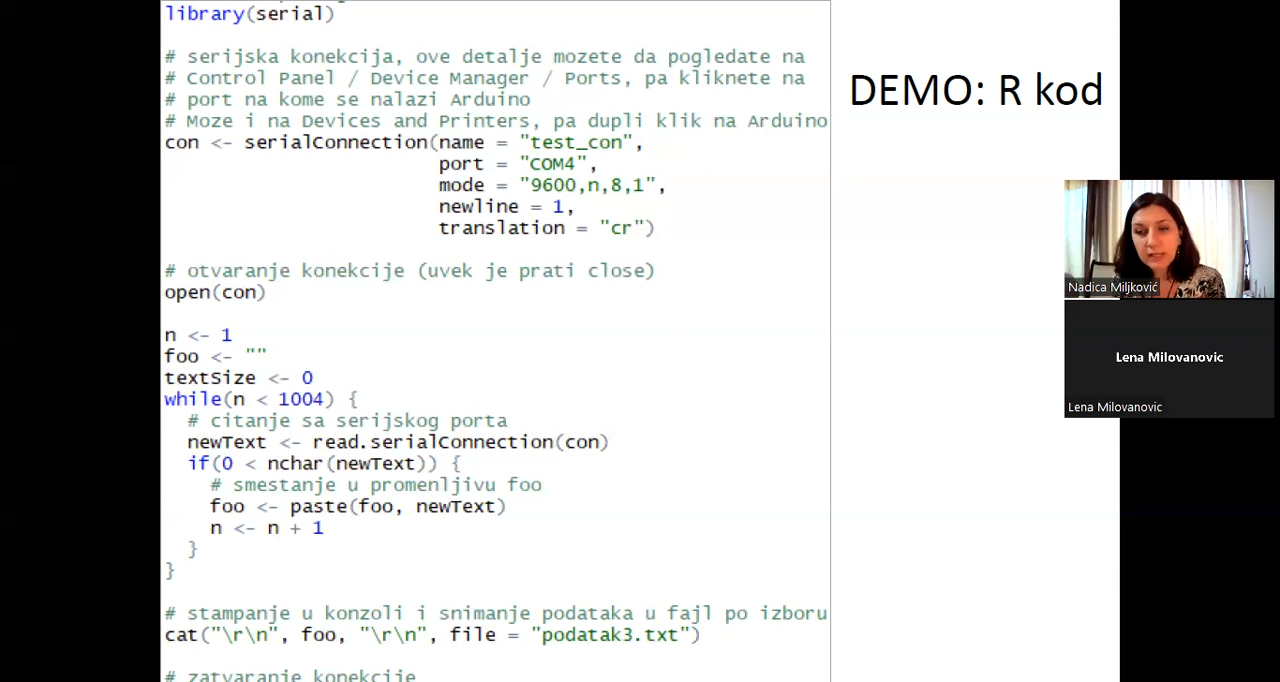 library(serial)
# serijska konekcija, ove detalje mozete da pogledate na
# Control Panel / Device Manager / Ports, pa kliknete na
# port na kome se nalazi Arduino
# Moze i na Devices and Printers, pa dupli klik na Arduino
con <- serialConnection(name = "test_con",
port = "COM4",
mode = "9600,n,8,1",
newline = 1,
translation = "cr")
# otvaranje konekcije (uvek je prati close)
open(con)
n <- 1
foo <- ""
textSize <- 0
while(n < 1004) {
# citanje sa serijskog porta
newText <- read.serialConnection(con)
if(0 < nchar(newText)) {
# smestanje u promenljivu foo
foo <- paste(foo, newText)
n <- n + 1
}
}
# stampanje u konzoli i snimanje podataka u fajl po izboru
cat("\r\n", foo, "\r\n", file = "podatak3.txt")
# zatvaranje konekcije
DEMO: R kod
Nadica Miljković
Lena Milovanovic
Lena Milovanovic